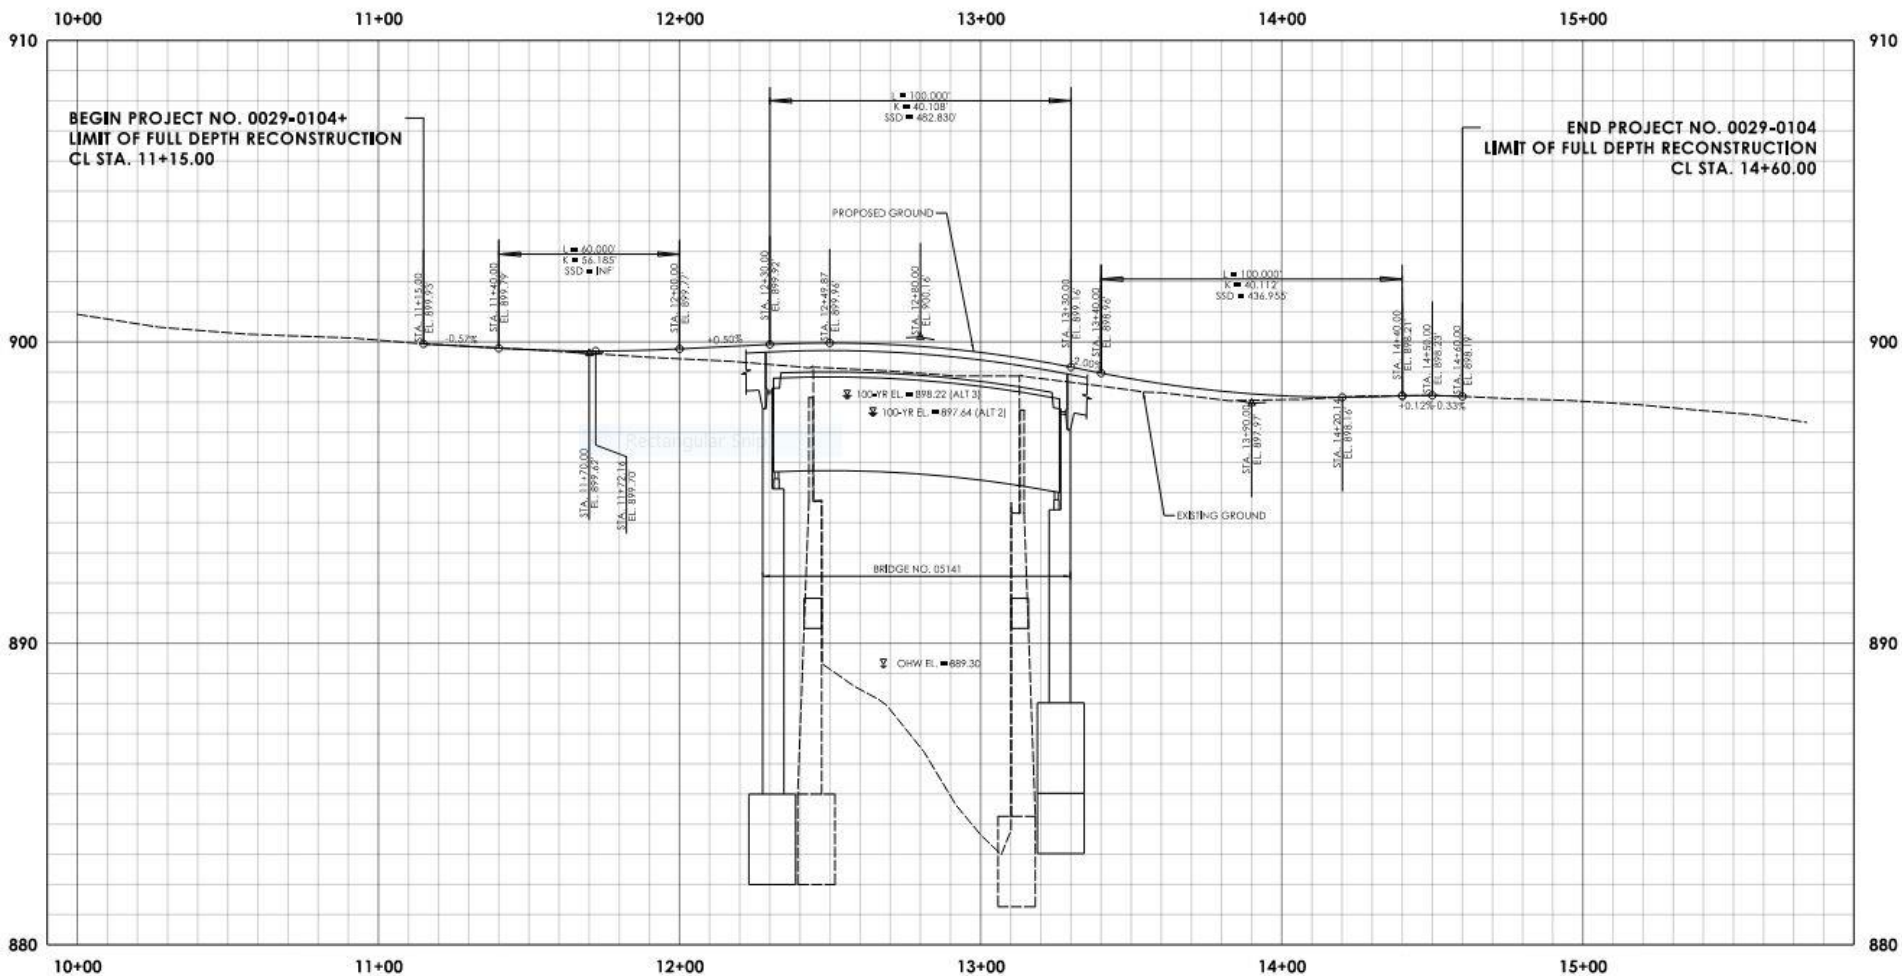 10+00
11+00
12+00
13+00
14+00
15+00
910
910
L = 100.000'
K = 40.108'
SSD = 482.830'
BEGIN PROJECT NO. 0029-0104+
LIMIT OF FULL DEPTH RECONSTRUCTION
CL STA. 11+15.00
END PROJECT NO. 0029-0104
LIMIT OF FULL DEPTH RECONSTRUCTION
CL STA. 14+60.00
PROPOSED GROUND
L = 60.000'
K = 56.185'
SSD = INF'
L = 100.000'
K = 40.112'
SSD = 436.955'
STA. 11+15.00
EL. 899.93'
STA. 11+40.00
EL. 899.79'
STA. 12+00.00
EL. 899.77'
STA. 12+30.00
EL. 899.92'
STA. 12+49.87
EL. 899.96'
STA. 12+80.00
EL. 900.16'
STA. 13+30.00
EL. 899.16'
STA. 13+40.00
EL. 898.96'
STA. 14+40.00
EL. 898.21'
STA. 14+50.00
EL. 898.23'
STA. 14+60.00
EL. 898.19'
900
900
-0.57%
+0.50%
-2.00%
+0.12%
-0.33%
100-YR EL. = 898.22 (ALT 3)
100-YR EL. = 897.64 (ALT 2)
Rectangular Snip
STA. 11+70.00
EL. 899.62'
STA. 11+72.16
EL. 899.70'
STA. 13+90.00
EL. 897.97'
STA. 14+20.14
EL. 898.16'
EXISTING GROUND
BRIDGE NO. 05141
890
890
OHW EL. = 889.30
880
880
10+00
11+00
12+00
13+00
14+00
15+00